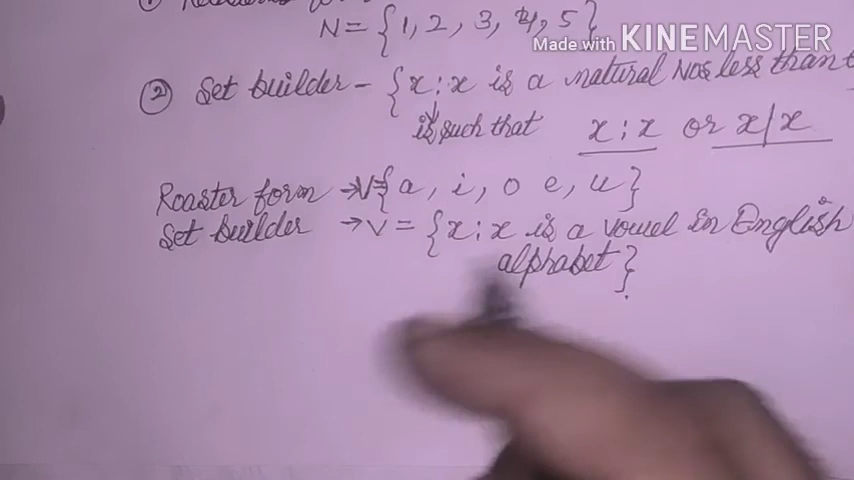 ①
N = {1, 2, 3, 4, 5}
Made with KINEMASTER
② Set builder - {x : x is a natural Nos less than
is such that x : x or x / x
Roaster form → V = {a, i, o e, u}
Set builder → V = {x : x is a vowel in English
alphabet}.